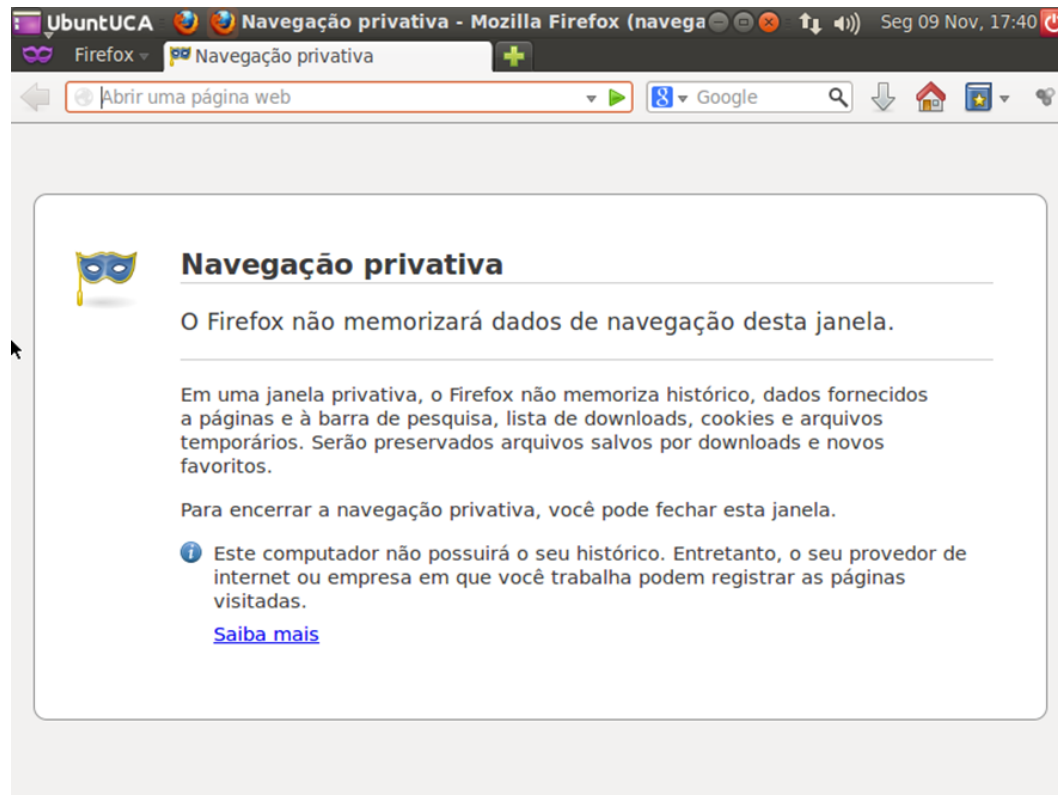 UbuntUCA Navegação privativa - Mozilla Firefox (navega Seg 09 Nov, 17:40
Firefox Navegação privativa
Abrir uma página web Google
Navegação privativa
O Firefox não memorizará dados de navegação desta janela.
Em uma janela privativa, o Firefox não memoriza histórico, dados fornecidos
a páginas e à barra de pesquisa, lista de downloads, cookies e arquivos
temporários. Serão preservados arquivos salvos por downloads e novos
favoritos.
Para encerrar a navegação privativa, você pode fechar esta janela.
Este computador não possuirá o seu histórico. Entretanto, o seu provedor de
internet ou empresa em que você trabalha podem registrar as páginas
visitadas.
Saiba mais